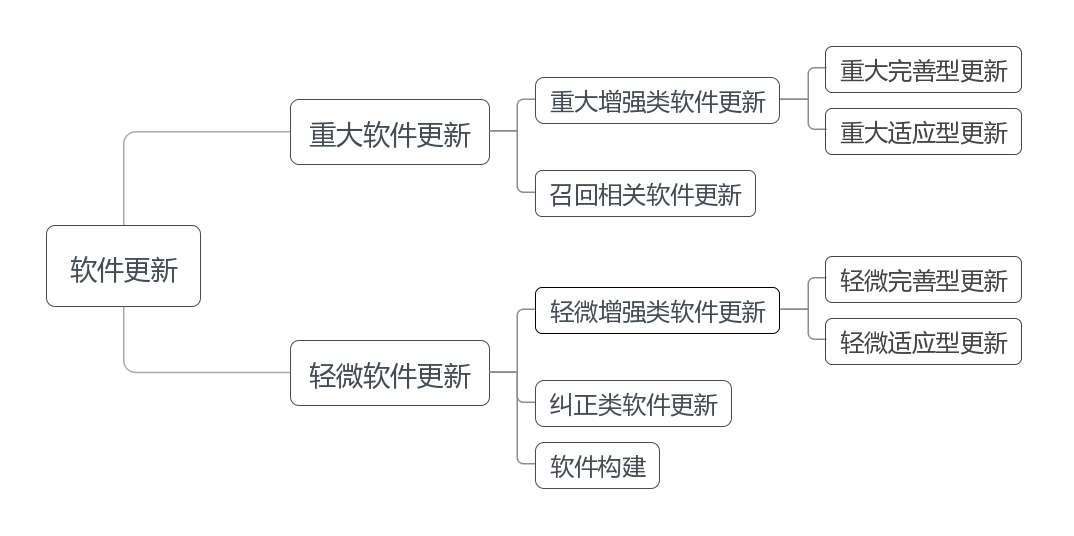 软件更新
重大软件更新
重大增强类软件更新
重大完善型更新
重大适应型更新
召回相关软件更新
轻微软件更新
轻微增强类软件更新
轻微完善型更新
轻微适应型更新
纠正类软件更新
软件构建